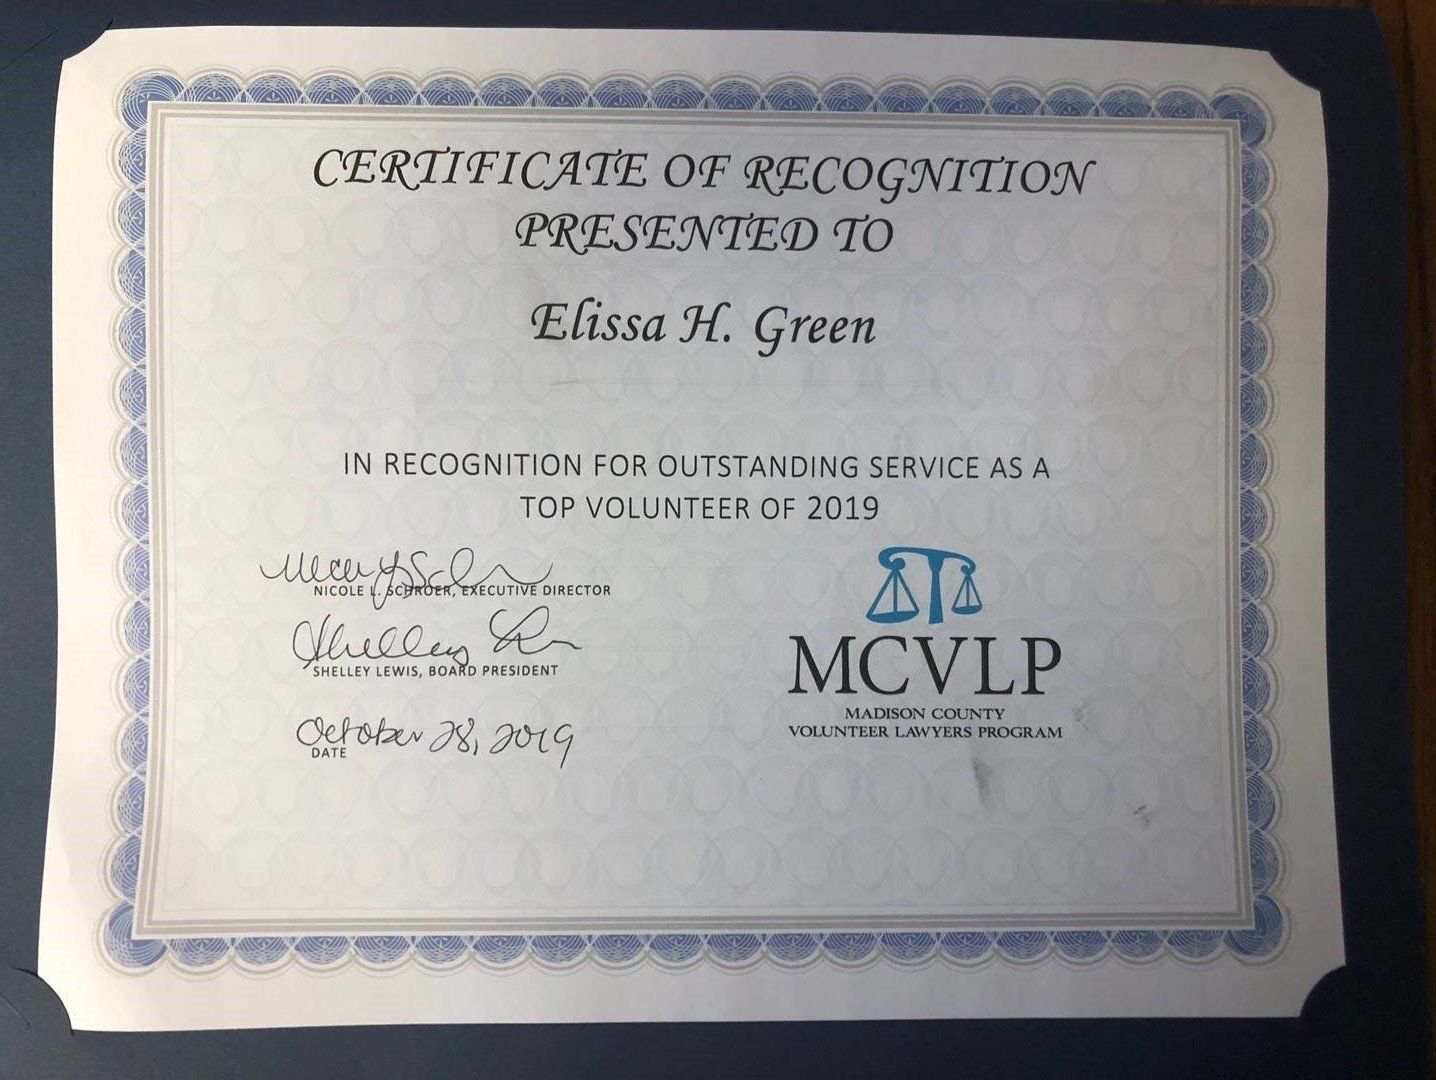 CERTIFICATE OF RECOGNITION
PRESENTED TO
Elissa H. Green
IN RECOGNITION FOR OUTSTANDING SERVICE AS A
TOP VOLUNTEER OF 2019
NICOLE L. SCHROER, EXECUTIVE DIRECTOR
Shelley
SHELLEY LEWIS, BOARD PRESIDENT
October 28, 2019
DATE
MCVLP
MADISON COUNTY
VOLUNTEER LAWYERS PROGRAM